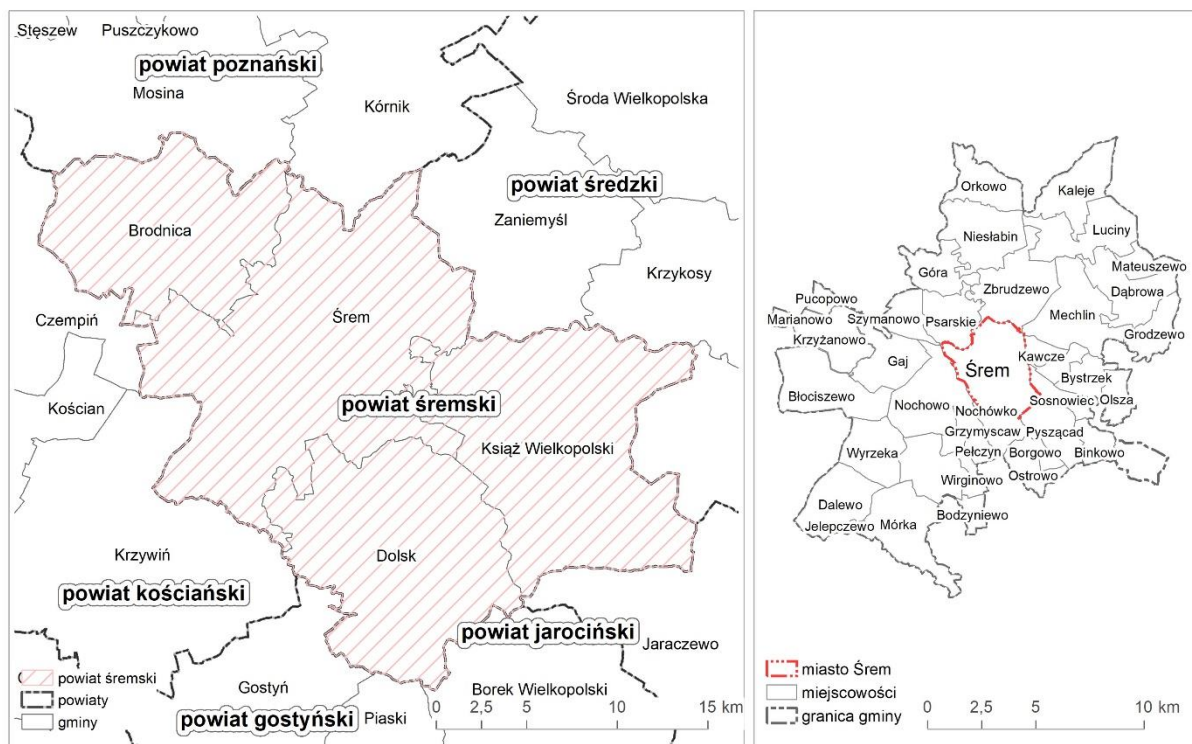 Stęszew
Puszczykowo
powiat poznański
Mosina
Kórnik
Środa Wielkopolska
powiat średzki
Zaniemyśl
Brodnica
Krzykosy
Śrem
Czempiń
Kościan
powiat śremski
Książ Wielkopolski
Krzywiń
Dolsk
powiat kościański
powiat jarociński
Jaraczewo
Gostyń
Borek Wielkopolski
powiat gostyński
Piaski
powiat śremski
powiaty
gminy
0 2,5 5 10 15 km
Orkowo
Kaleje
Niesłabin
Luciny
Góra
Mateuszewo
Zbrudzewo
Dąbrowa
Pucopowo
Mechlin
Marianowo
Szymanowo
Psarskie
Krzyżanowo
Grodzewo
Gaj
Śrem
Kawcze
Bystrzek
Błociszewo
Nochowo
Nochówko
Sosnowiec
Olsza
Grzymyscaw
Pyszącad
Wyrzeka
Pełczyn
Borgowo
Binkowo
Wirginowo
Ostrowo
Dalewo
Bodzyniewo
Jelepczewo
Mórka
miasto Śrem
miejscowości
granica gminy
0 2,5 5 10 km